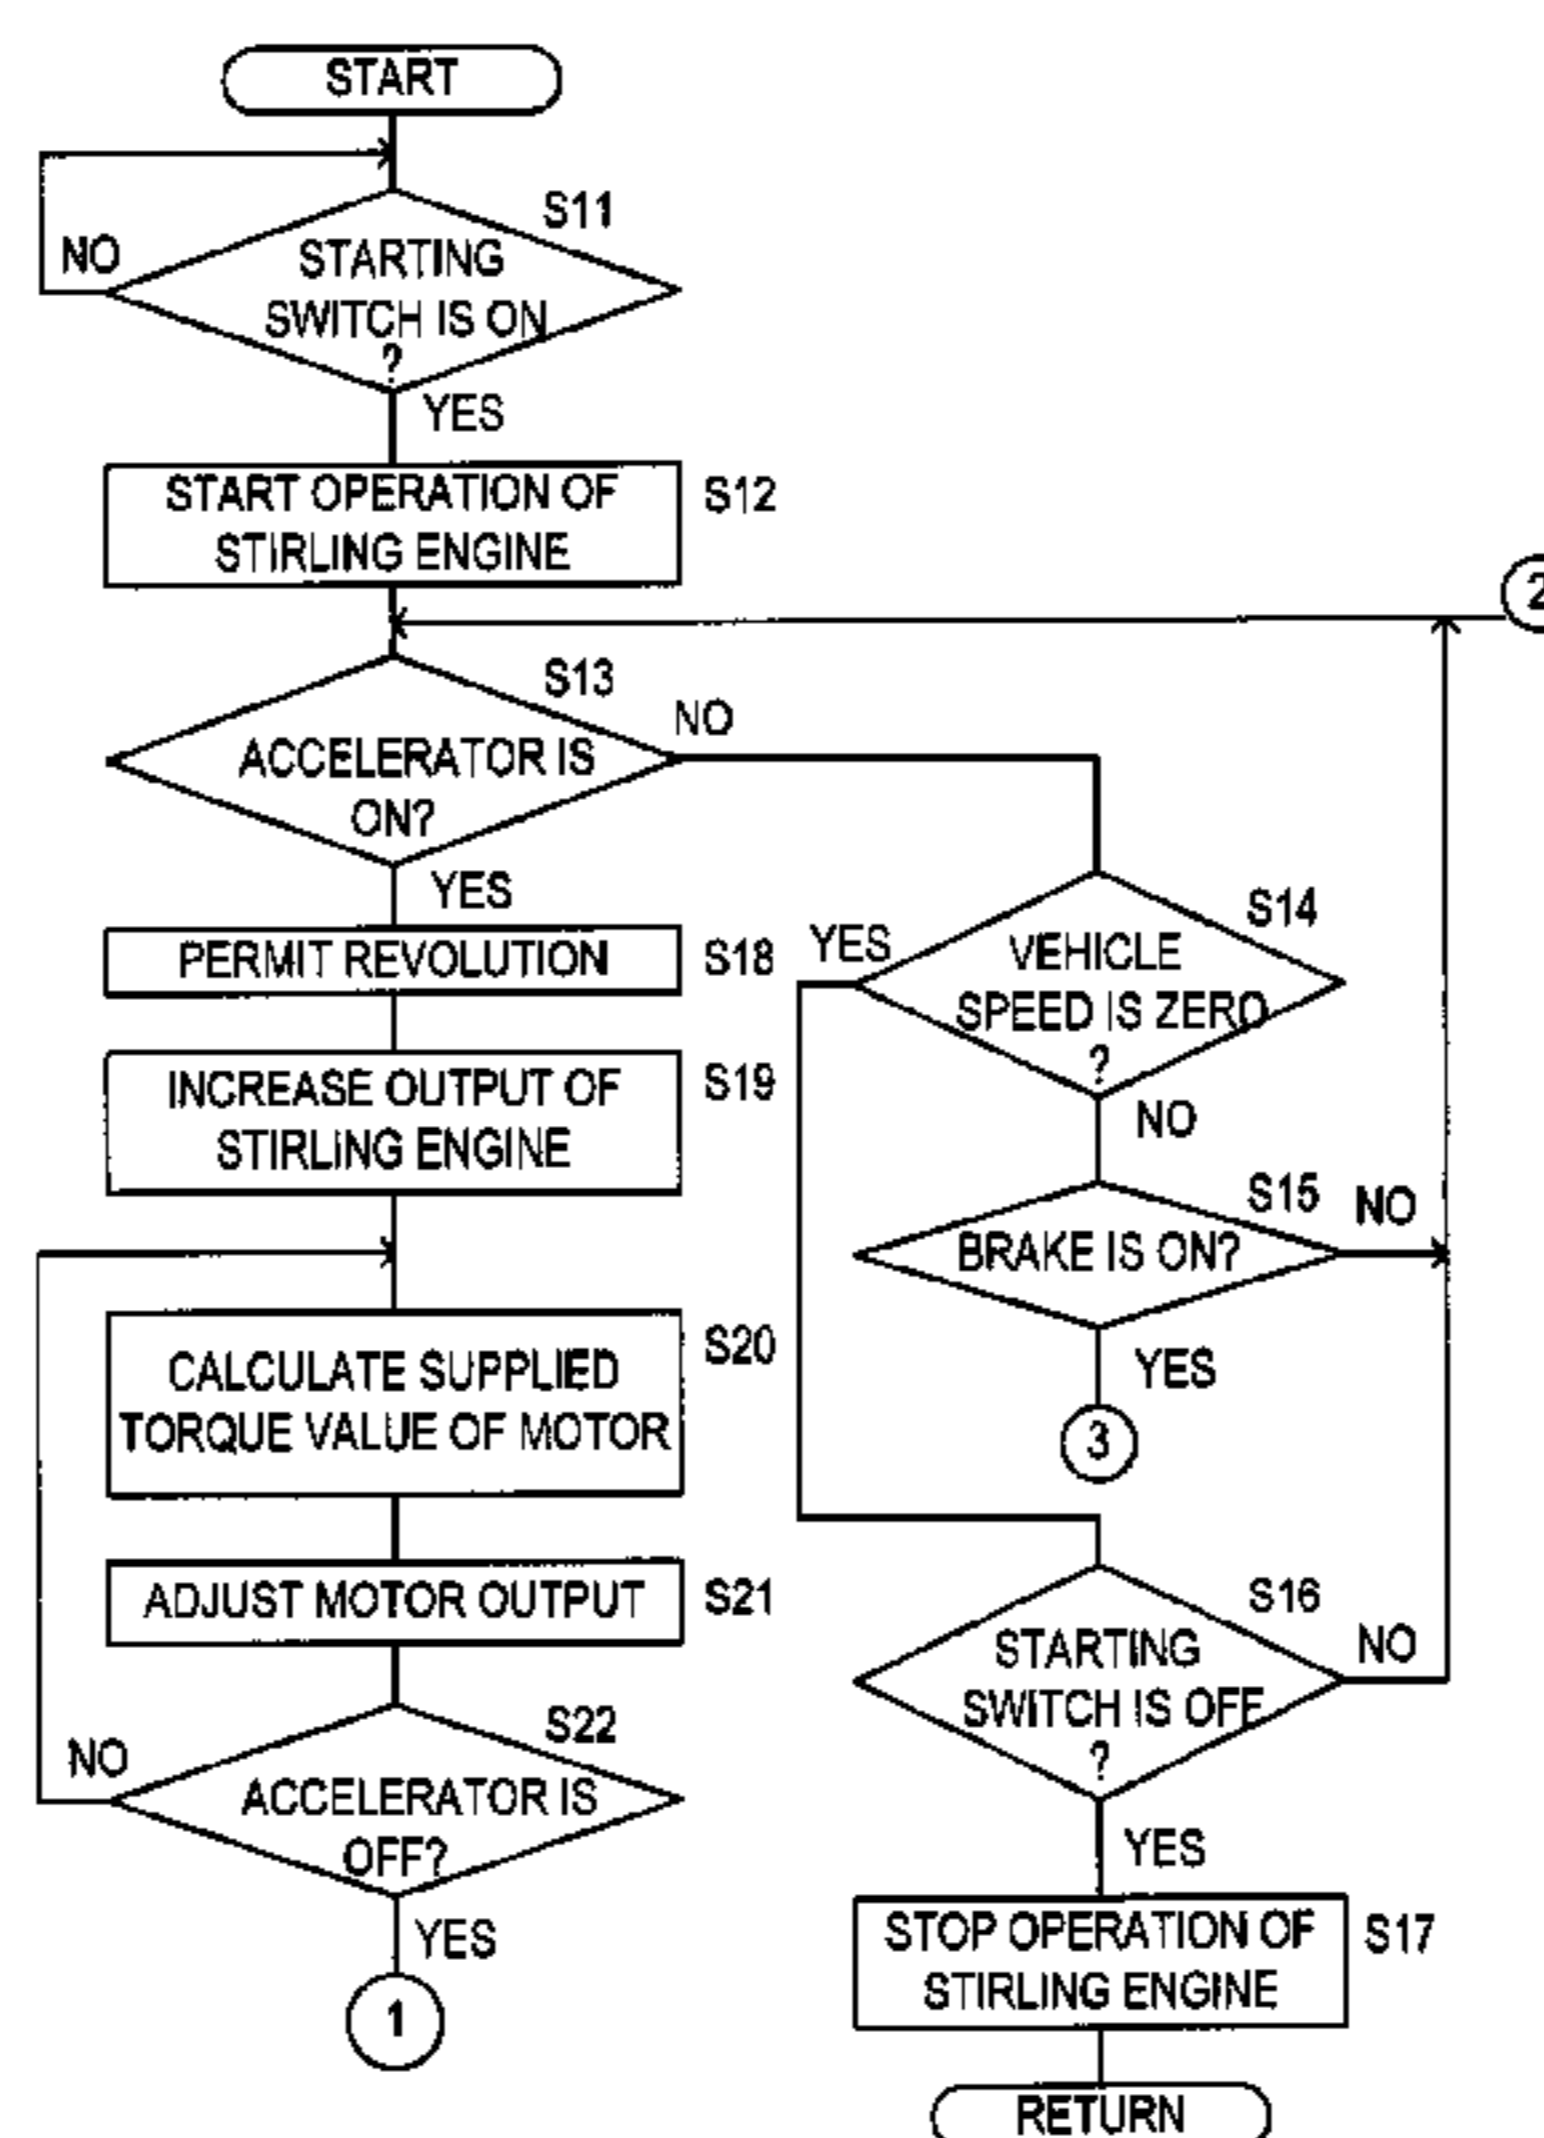 START
S11
NO
STARTING
SWITCH IS ON
?
YES
START OPERATION OF
STIRLING ENGINE
S12
2
S13
NO
ACCELERATOR IS
ON?
YES
PERMIT REVOLUTION
S18
S14
YES
VEHICLE
SPEED IS ZERO
?
NO
INCREASE OUTPUT OF
STIRLING ENGINE
S19
S15
NO
BRAKE IS ON?
YES
3
CALCULATE SUPPLIED
TORQUE VALUE OF MOTOR
S20
ADJUST MOTOR OUTPUT
S21
S16
NO
STARTING
SWITCH IS OFF
?
YES
S22
NO
ACCELERATOR IS
OFF?
YES
1
STOP OPERATION OF
STIRLING ENGINE
S17
RETURN